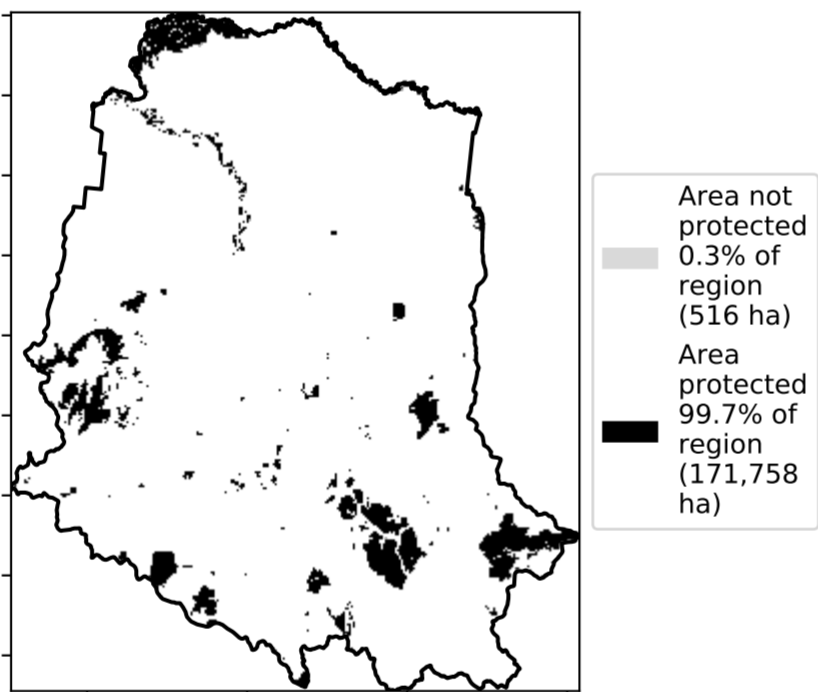 Area not
protected
0.3% of
region
(516 ha)
Area
protected
99.7% of
region
(171,758
ha)